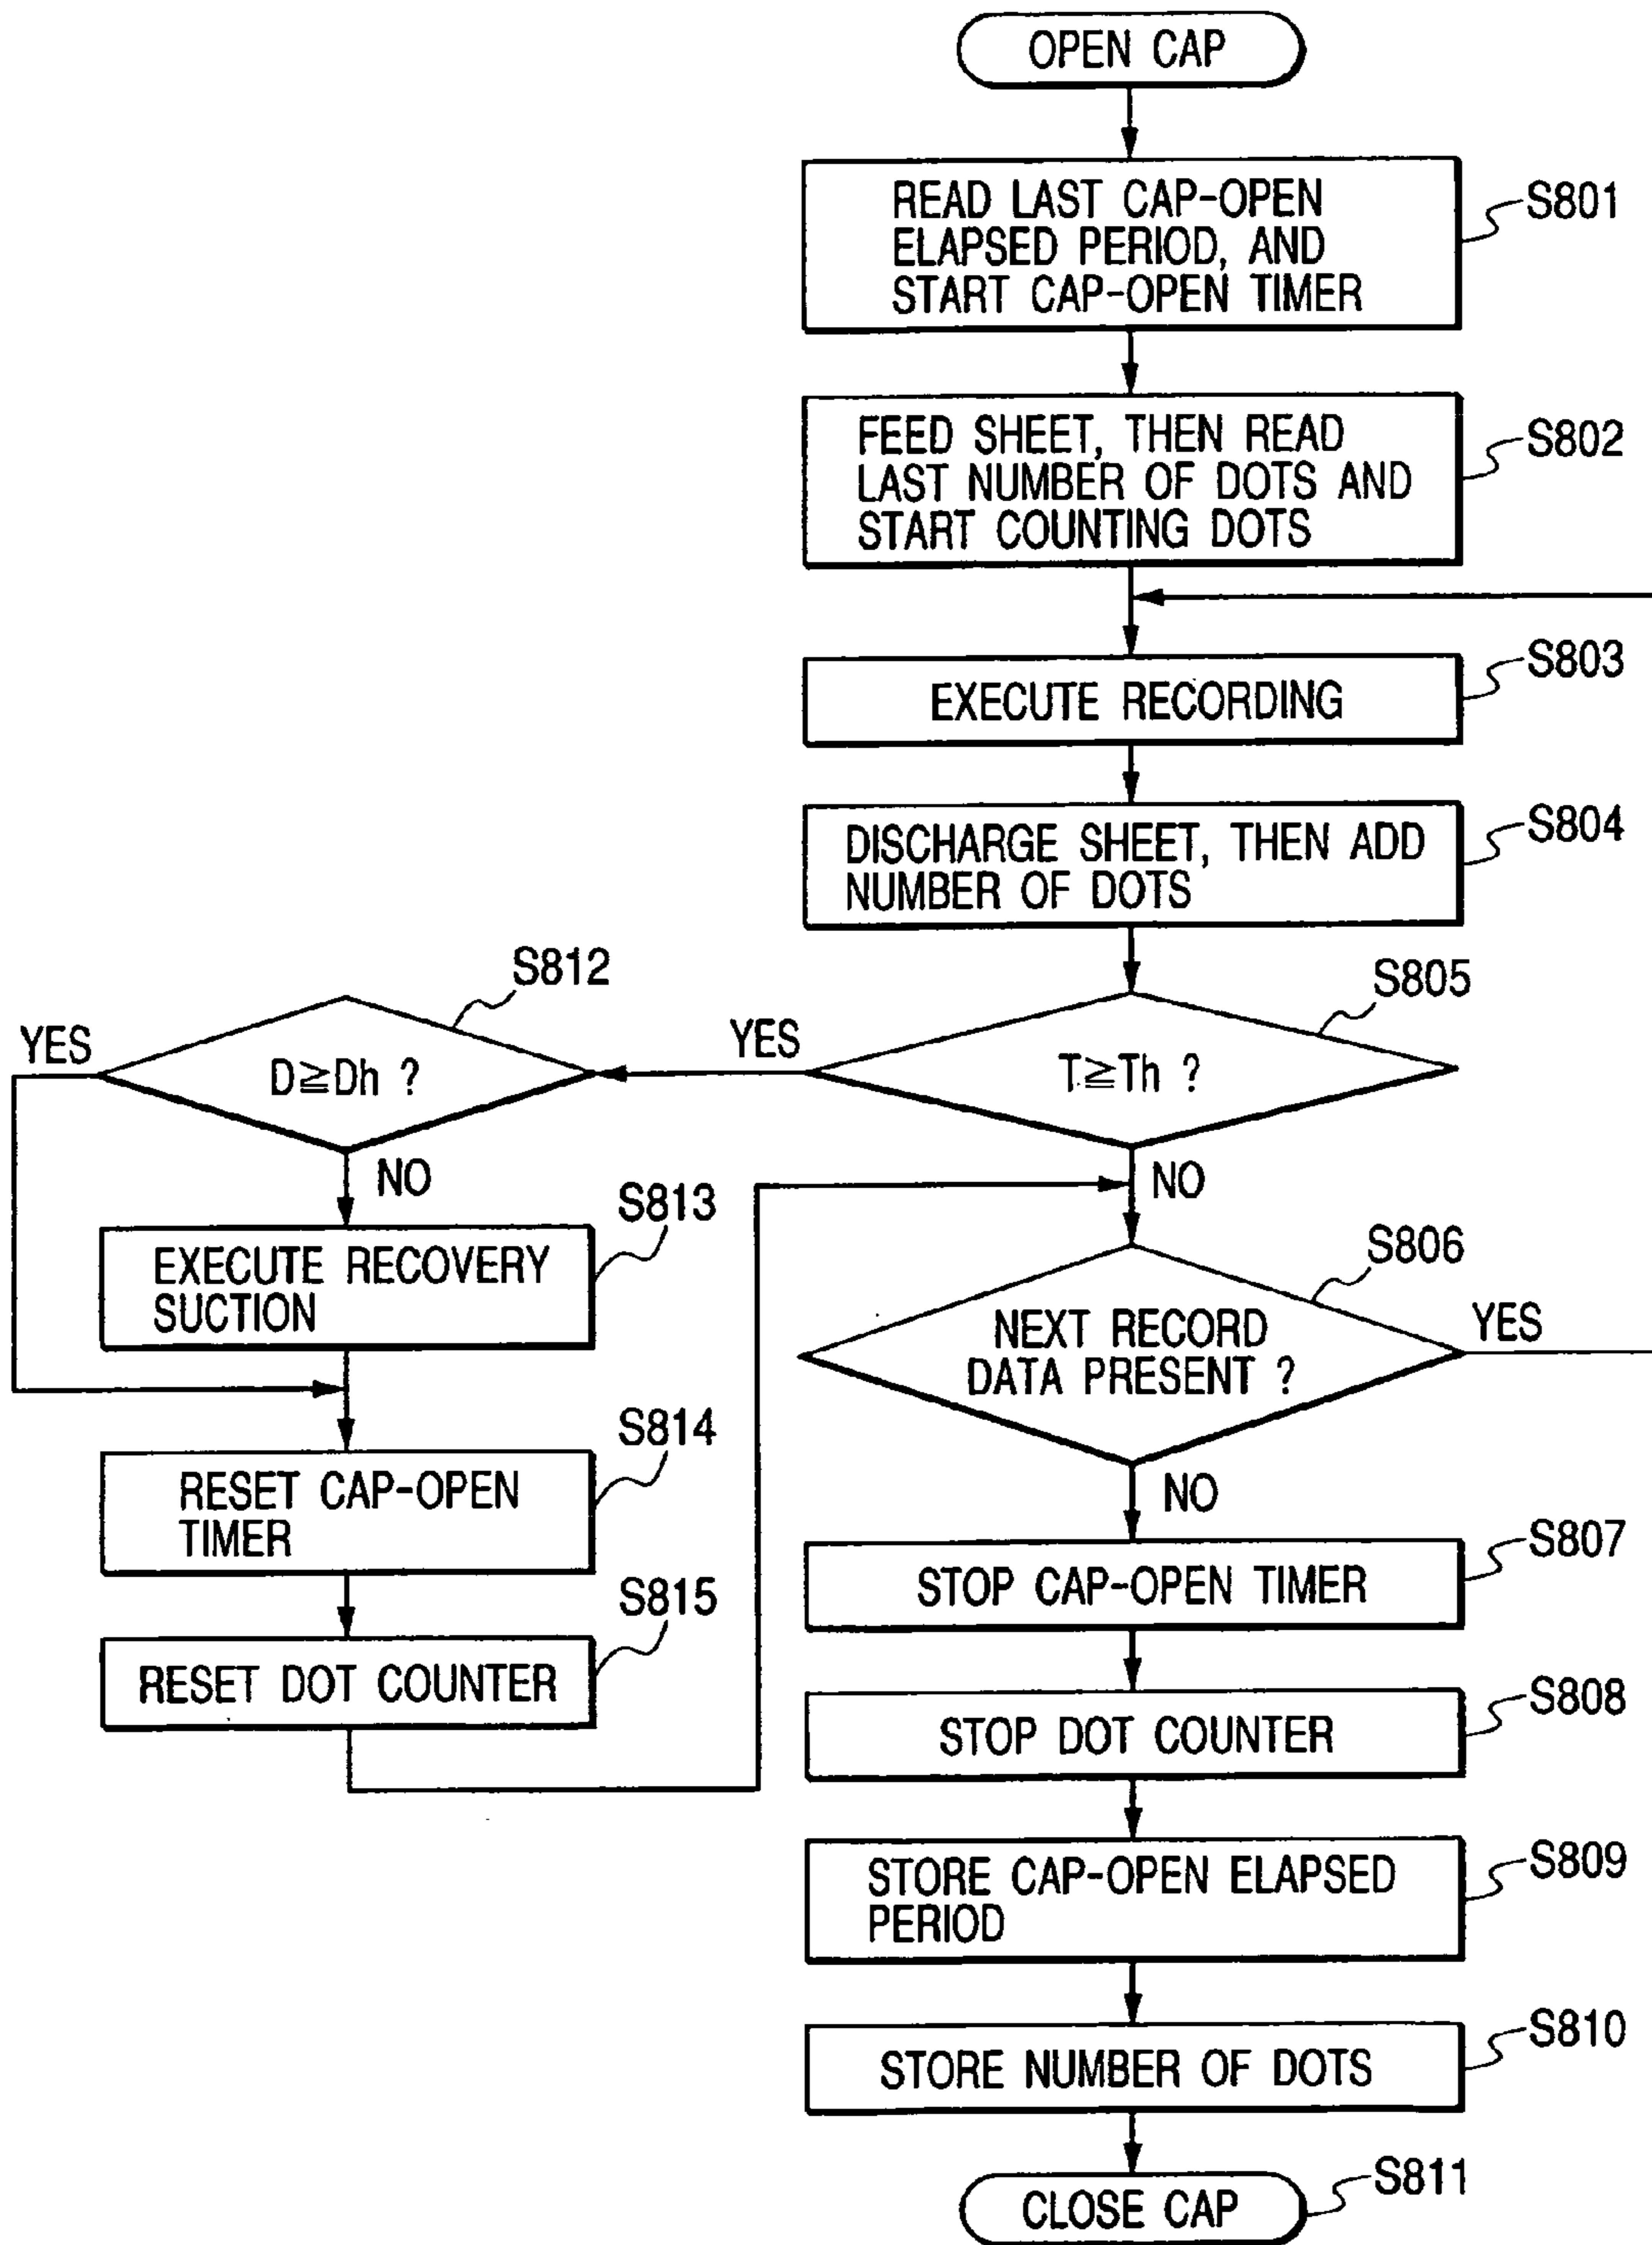 OPEN CAP
READ LAST CAP-OPEN
ELAPSED PERIOD, AND
START CAP-OPEN TIMER
S801
FEED SHEET, THEN READ
LAST NUMBER OF DOTS AND
START COUNTING DOTS
S802
EXECUTE RECORDING
S803
DISCHARGE SHEET, THEN ADD
NUMBER OF DOTS
S804
T≧Th ?
S805
YES
NO
D≧Dh ?
S812
YES
NO
EXECUTE RECOVERY
SUCTION
S813
RESET CAP-OPEN
TIMER
S814
RESET DOT COUNTER
S815
NEXT RECORD
DATA PRESENT ?
S806
YES
NO
STOP CAP-OPEN TIMER
S807
STOP DOT COUNTER
S808
STORE CAP-OPEN ELAPSED
PERIOD
S809
STORE NUMBER OF DOTS
S810
CLOSE CAP
S811